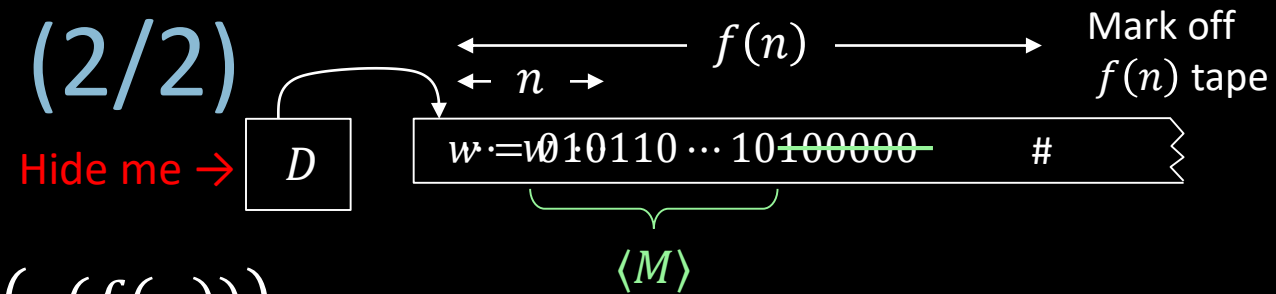 (2/2)
f(n)
Mark off
n
f(n) tape
Hide me →
D
w = 010110 ⋯ 10100000
#
⟨M⟩